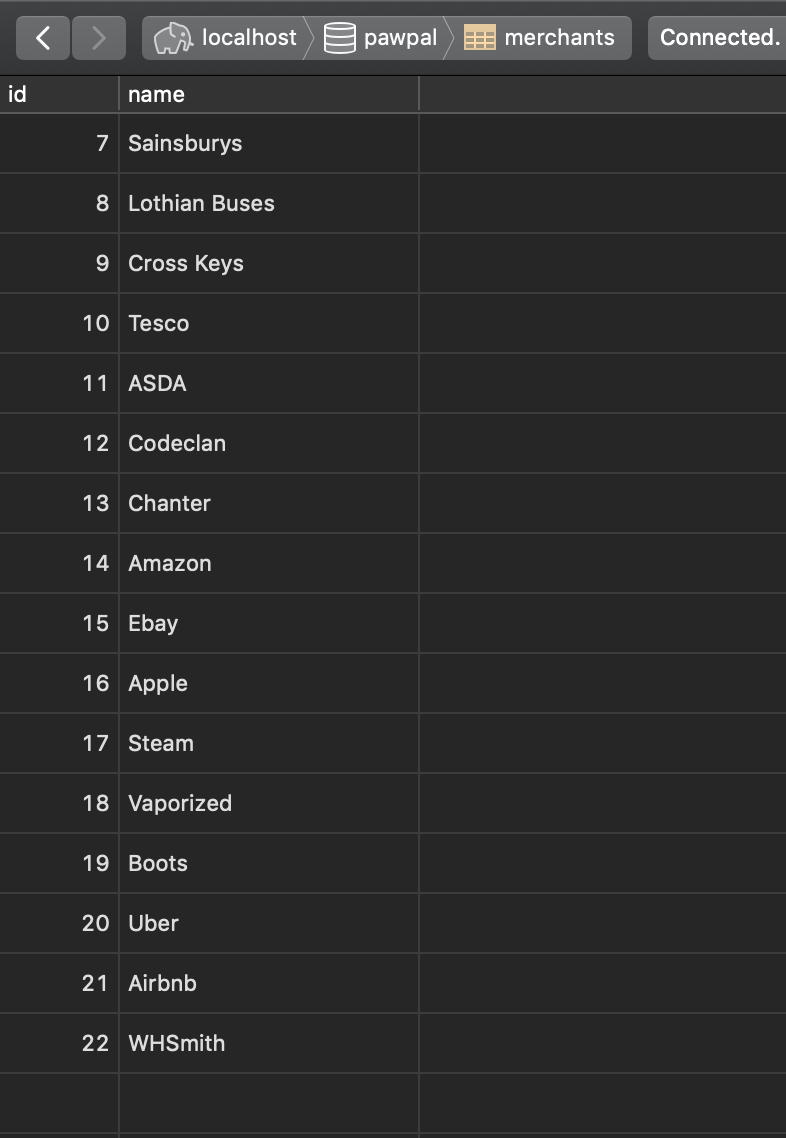 localhost pawpal merchants Connected.
id name
7 Sainsburys
8 Lothian Buses
9 Cross Keys
10 Tesco
11 ASDA
12 Codeclan
13 Chanter
14 Amazon
15 Ebay
16 Apple
17 Steam
18 Vaporized
19 Boots
20 Uber
21 Airbnb
22 WHSmith